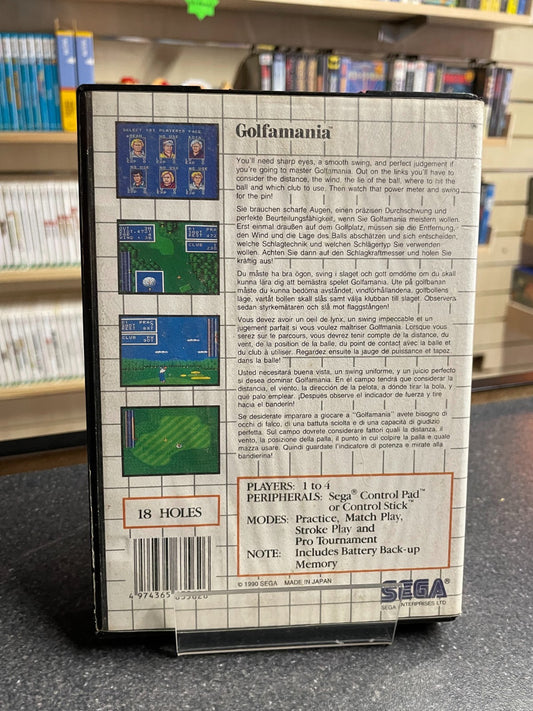 Golfamania™
You'll need sharp eyes, a smooth swing, and perfect judgement if
you're going to master Golfamania. Out on the links you'll have to
consider the distance, the wind, the lie of the ball, where to hit the
ball and which club to use. Then watch that power meter and swing
for the pin!
Sie brauchen scharfe Augen, einen präzisen Durchschwung und
perfekte Beurteilungsfähigkeit, wenn Sie Golfamania meistern wollen.
Erst einmal draußen auf dem Golfplatz, müssen sie die Entfernung,
den Wind und die Lage des Balls abschätzen und sich entscheiden,
welche Schlagtechnik und welchen Schlägertyp Sie verwenden
wollen. Achten Sie dann auf den Schlagkraftmesser und holen Sie
kräftig aus!
Du måste ha bra ögon, sving i slaget och gott omdöme om du skall
kunna lära dig att bemästra spelet Golfamania. Ute på golfbanan
måste du kunna bedöma avståndet, vindförhållandena, golfbollens
läge, vartåt bollen skall slås samt välja klubban till slaget. Observera
sedan styrkemätaren och slå mot flaggstången!
Vous devez avoir un oeil de lynx, un swing impeccable et un
jugement parfait si vous voulez maîtriser Golfmania. Lorsque vous
serez sur le parcours, vous devrez tenir compte de la distance, du
vent, de la position de la balle, du point de contact avec la balle et
du club à utiliser. Regardez ensuite la jauge de puissance et tapez
dans la balle!
Usted necesitará buena vista, un swing uniforme, y un juicio perfecto
si desea dominar Golfamania. En el campo tendrá que considerar la
distancia, el viento, la dirección de la pelota, a dónde tirar la bola, y
qué palo emplear. ¡Despues observe el indicador de fuerza y tire
hacia el banderín!
Se desiderate imparare a giocare a "Golfamania" avete bisogno di
occhi di falco, di una battuta sciolta e di una capacità di giudizio
perfetta. Sul campo dovrete considerare fattori quali la distanza, il
vento, la posizione della palla, il punto in cui colpire la palla e quale
mazza usare. Quindi guardate l'indicatore di potenza e mirate alla
bandierina!
PLAYERS: 1 to 4
PERIPHERALS: Sega® Control Pad™
or Control Stick™
MODES: Practice, Match Play,
Stroke Play and
Pro Tournament
NOTE: Includes Battery Back-up
Memory
18 HOLES
4 974365
© 1990 SEGA MADE IN JAPAN
SEGA®
SEGA ENTERPRISES LTD